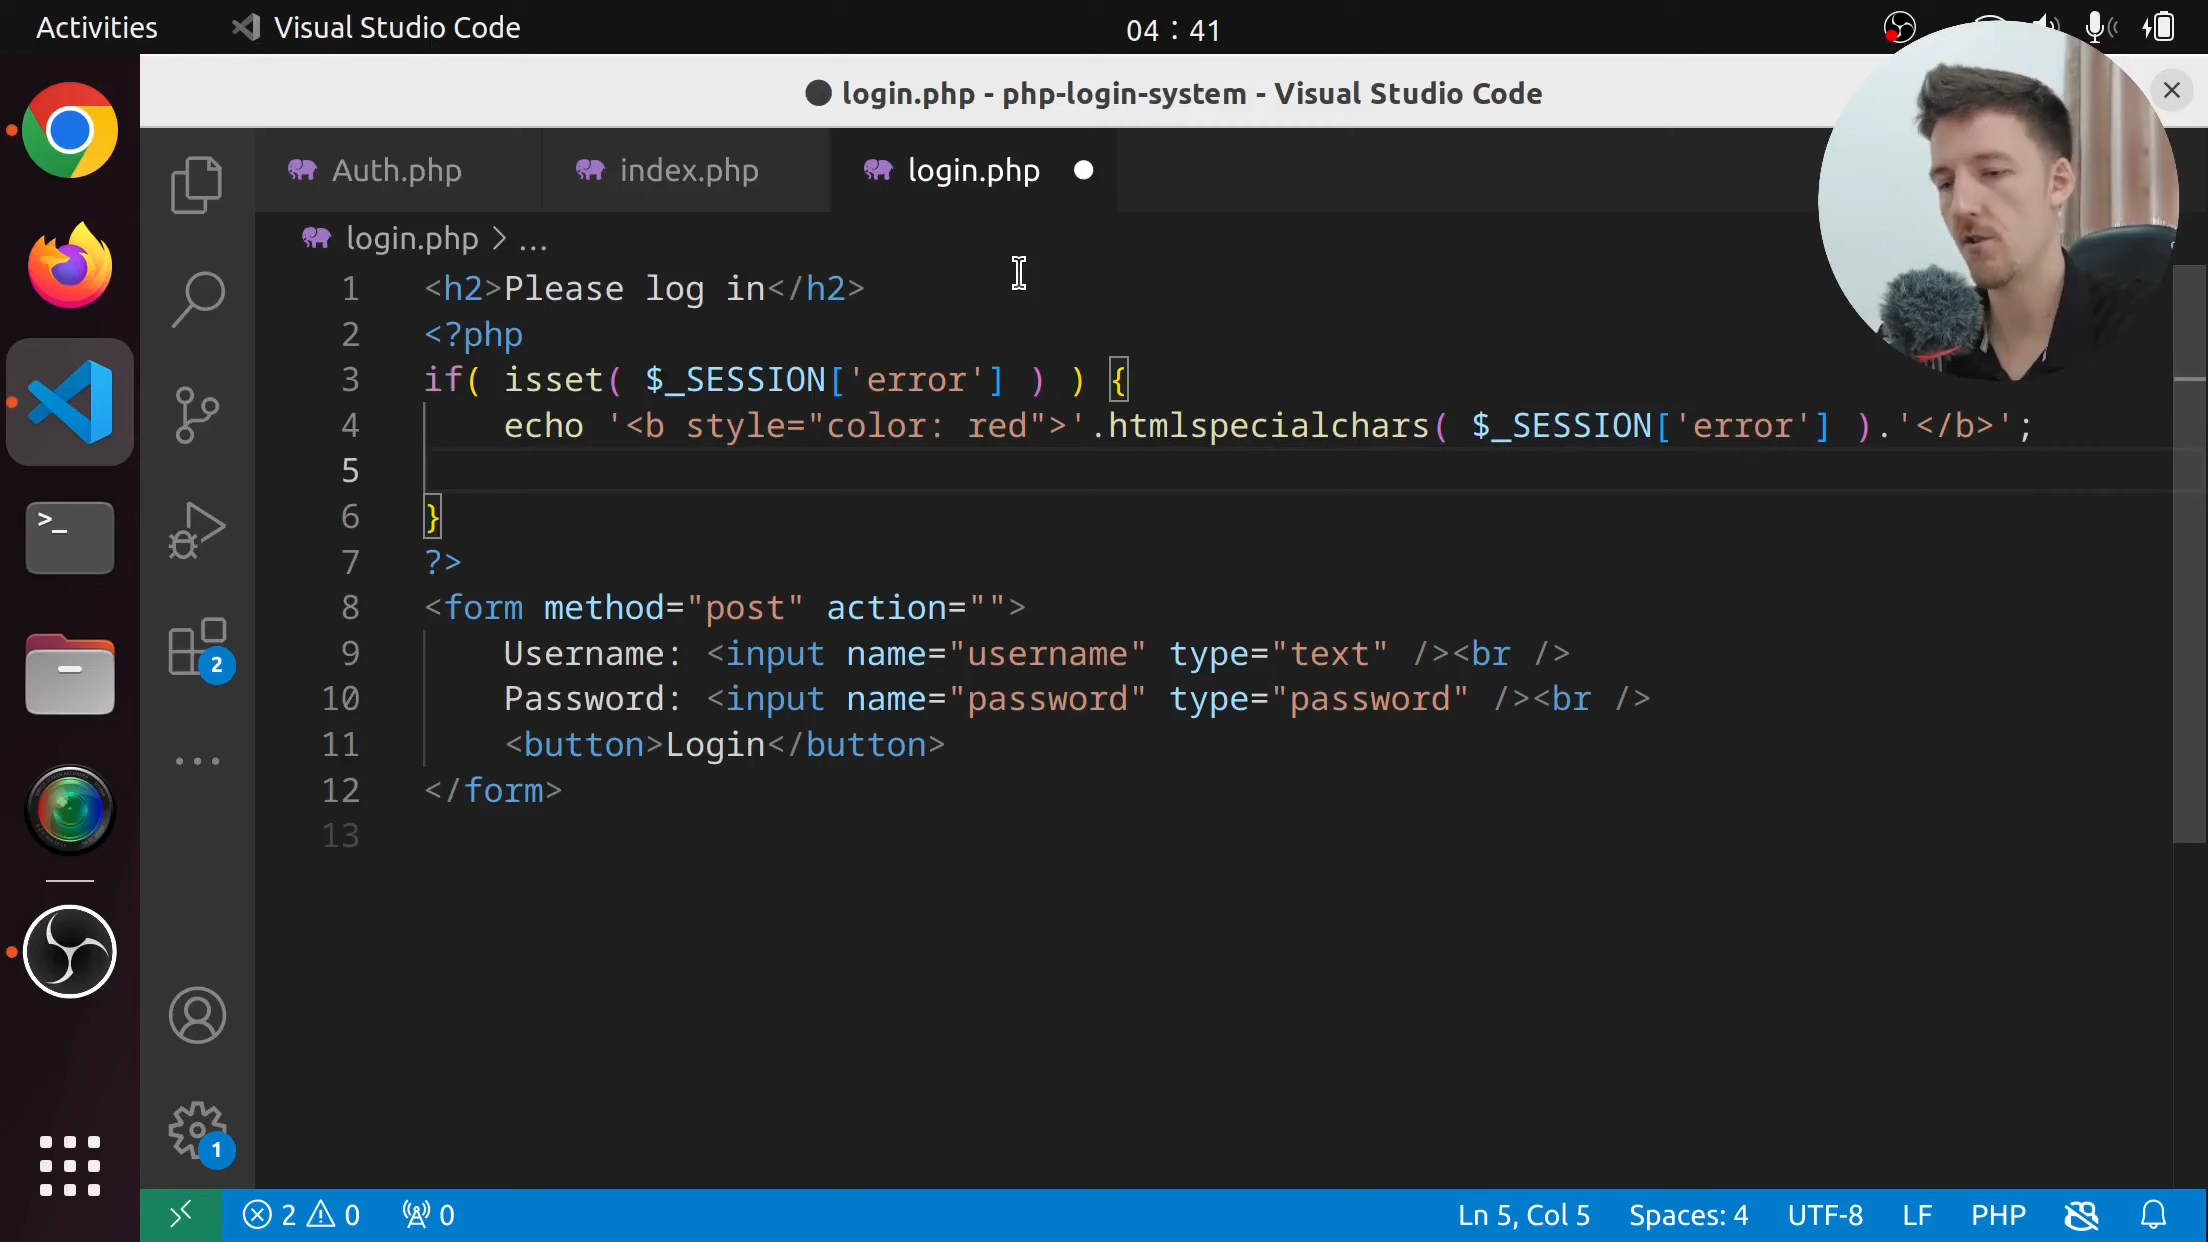 Activities
Visual Studio Code
04 : 41
login.php - php-login-system - Visual Studio Code
Auth.php
index.php
login.php
login.php > ...
1 <h2>Please log in</h2>
2 <?php
3 if( isset( $_SESSION['error'] ) ) {
4     echo '<b style="color: red">'.htmlspecialchars( $_SESSION['error'] ).'</b>';
5
6 }
7 ?>
8 <form method="post" action="">
9     Username: <input name="username" type="text" /><br />
10     Password: <input name="password" type="password" /><br />
11     <button>Login</button>
12 </form>
13
>_
2
1
2 0 0
Ln 5, Col 5
Spaces: 4
UTF-8
LF
PHP